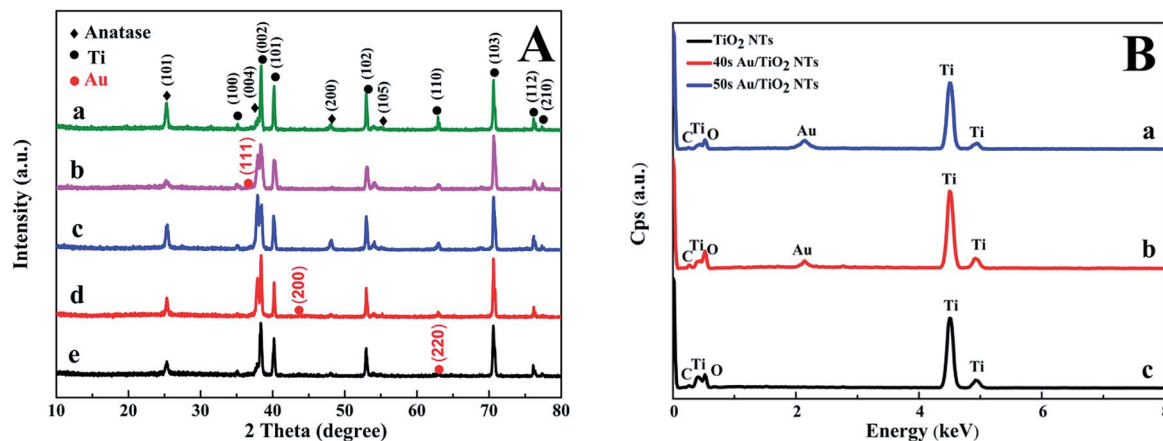 A
◆ Anatase
● Ti
● Au
(101)
(100)
(004)
(002)
(101)
(200)
(102)
(105)
(110)
(103)
(112)
(210)
a
(111)
b
c
(200)
d
(220)
e
Intensity (a.u.)
10 20 30 40 50 60 70 80
2 Theta (degree)
B
TiO2 NTs
40s Au/TiO2 NTs
50s Au/TiO2 NTs
C Ti O Au Ti Ti a
C Ti O Au Ti Ti b
C Ti O Ti Ti c
Cps (a.u.)
0 2 4 6 8
Energy (keV)